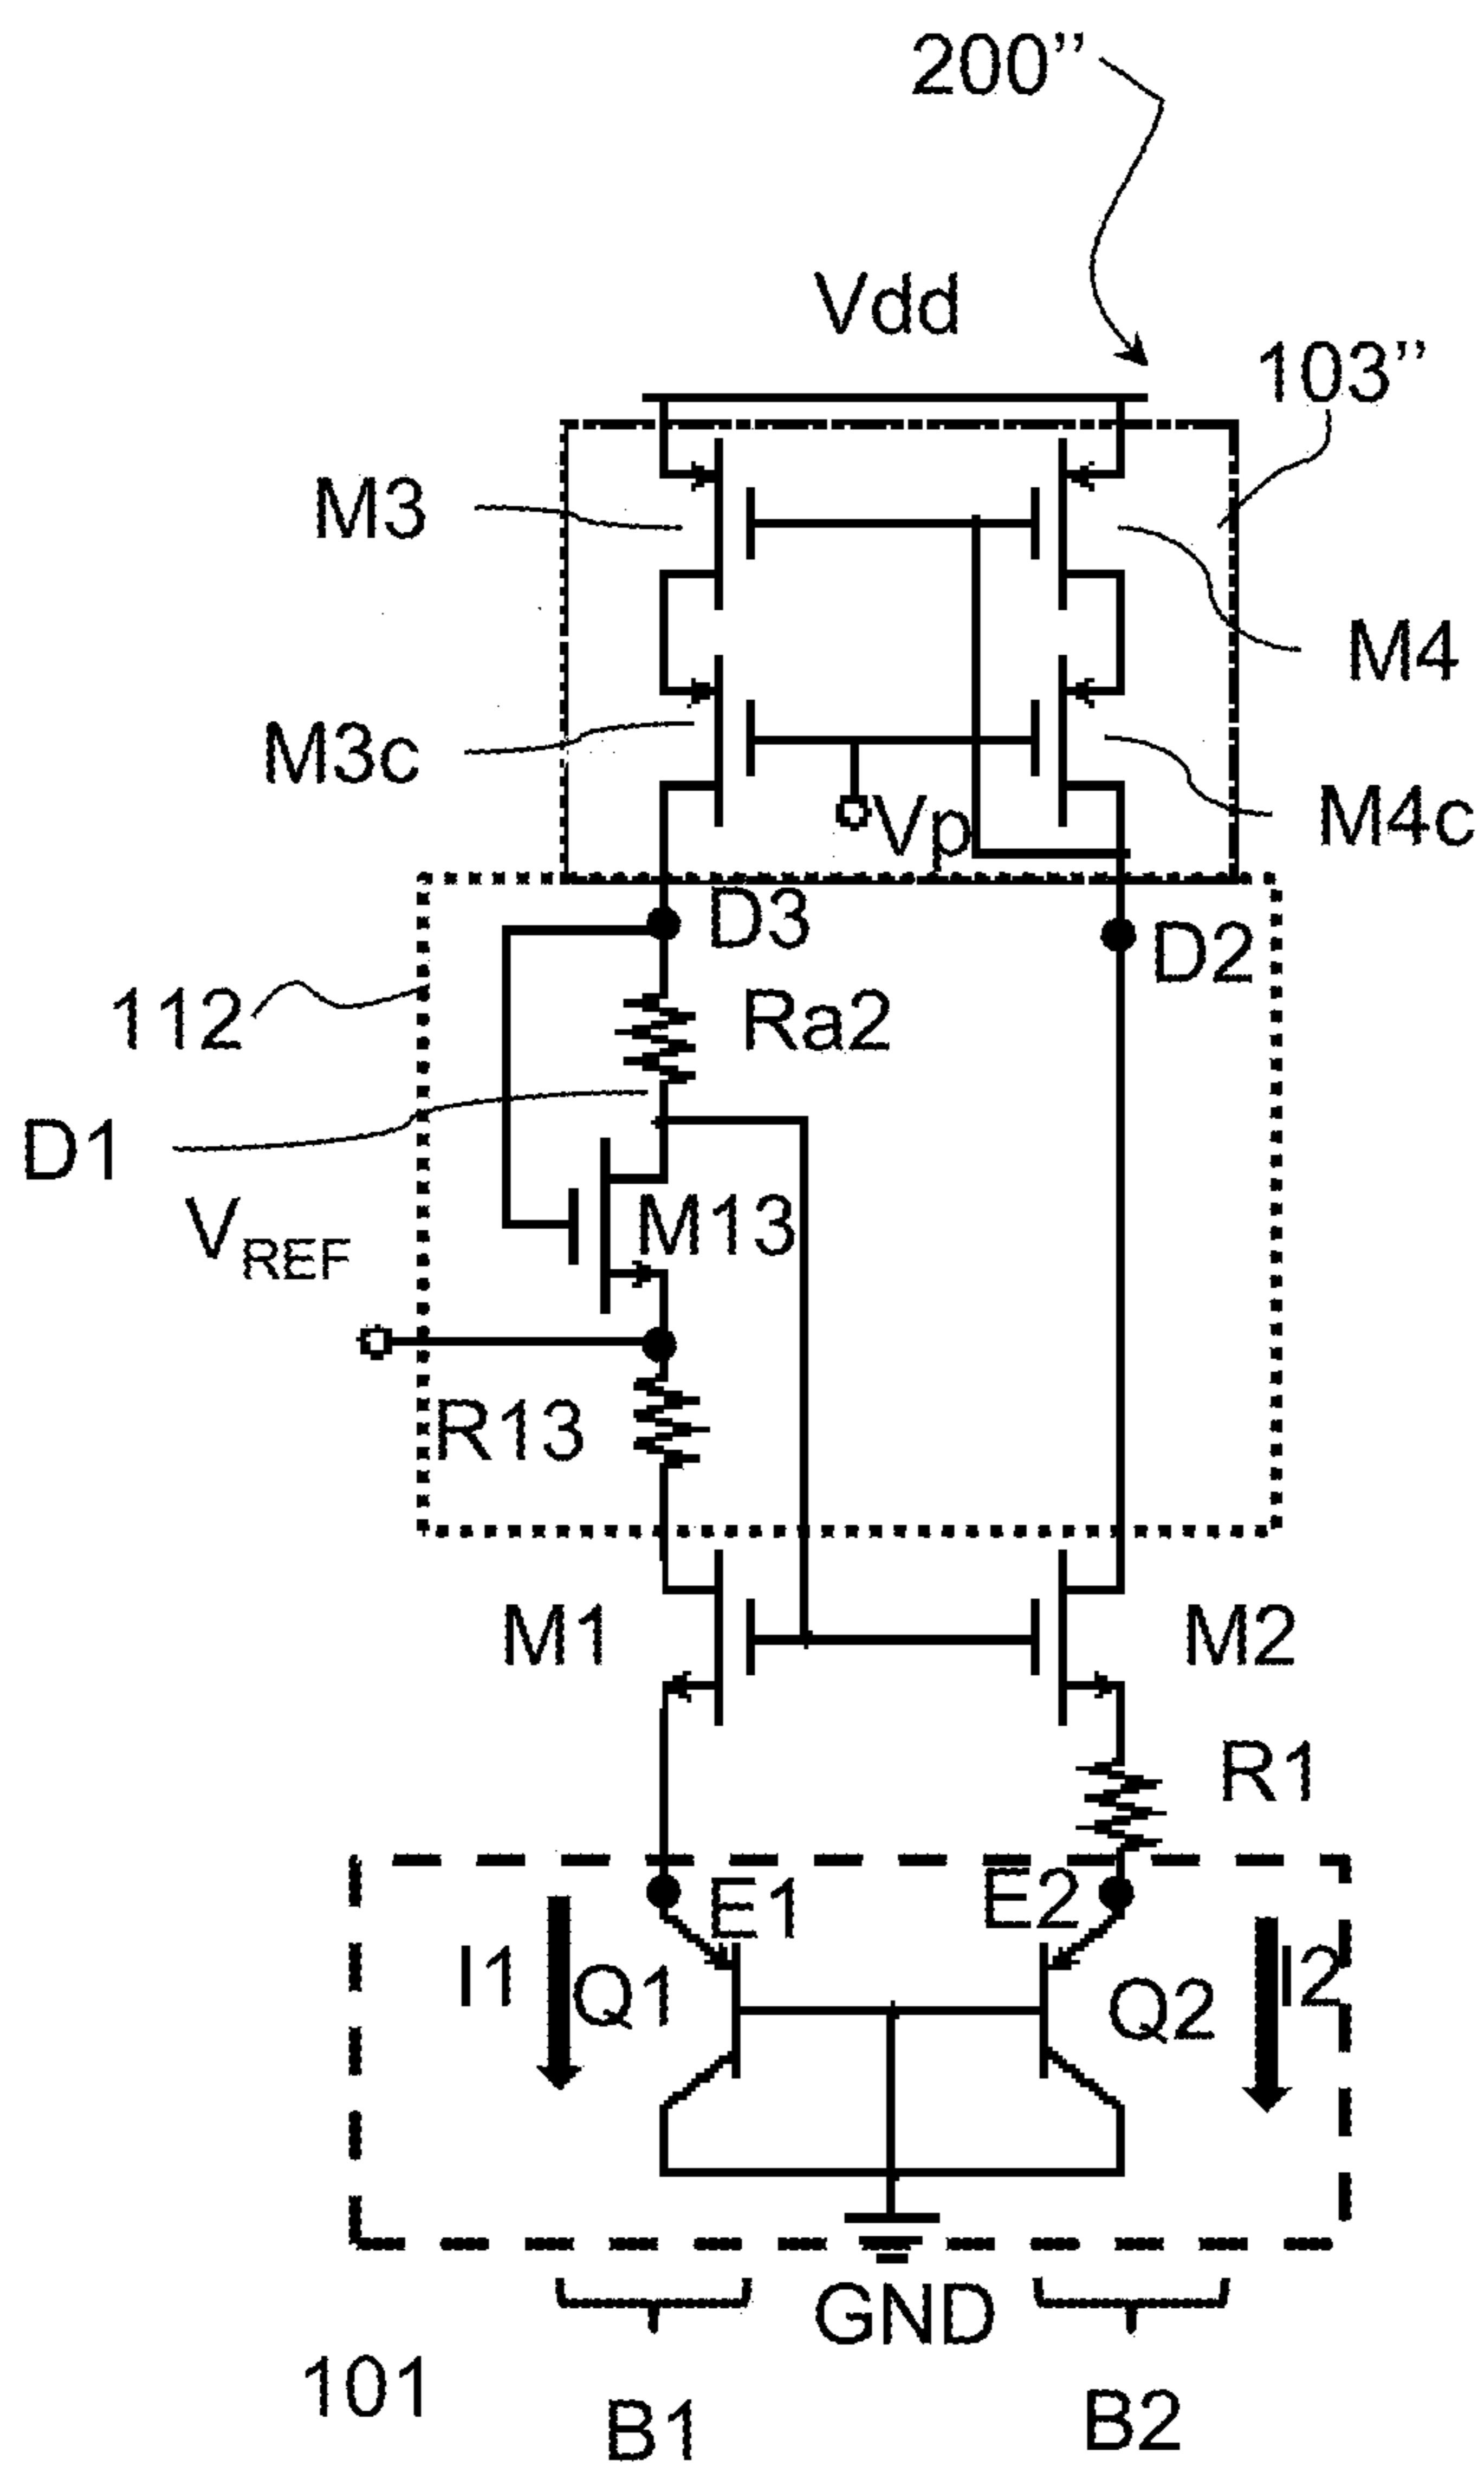 200”
Vdd
103”
M3
M4
M3c
M4c
Vp
D3
D2
112
Ra2
D1
M13
VREF
R13
M1
M2
R1
E1
E2
I1
Q1
Q2
I2
GND
101
B1
B2